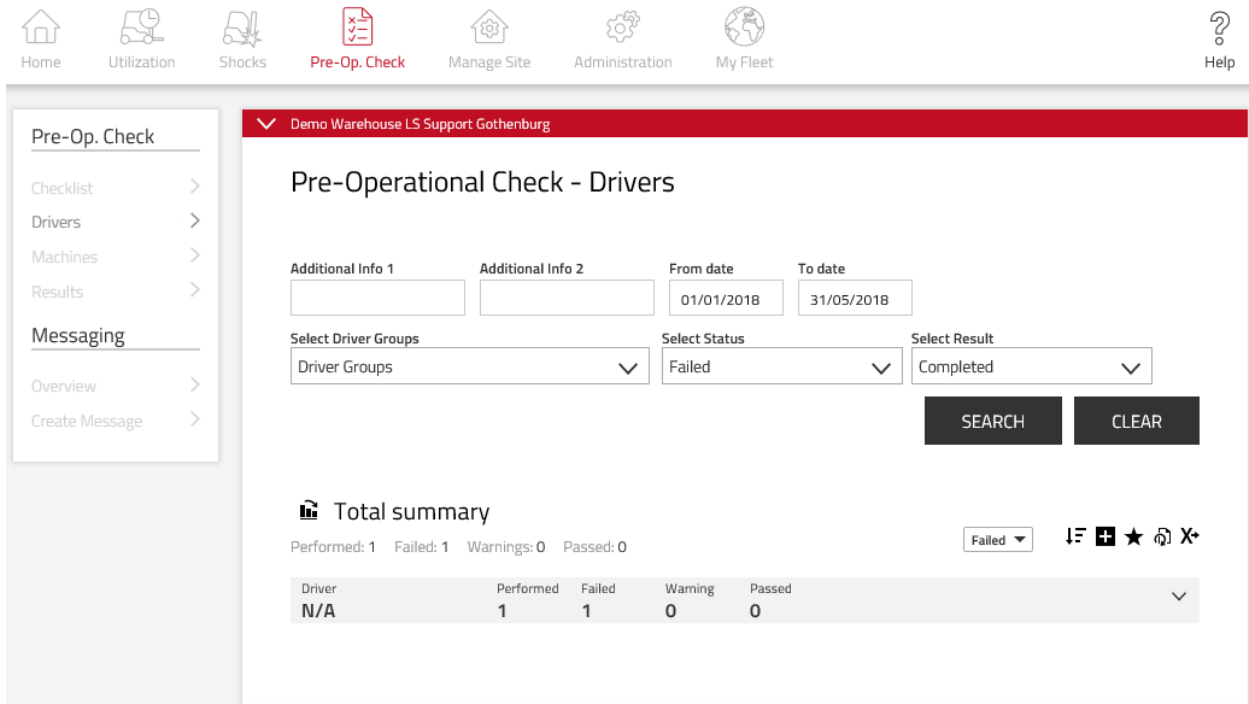 Home Utilization Shocks Pre-Op. Check Manage Site Administration My Fleet Help
Pre-Op. Check
Checklist
Drivers
Machines
Results
Messaging
Overview
Create Message
Demo Warehouse LS Support Gothenburg
Pre-Operational Check - Drivers
Additional Info 1 Additional Info 2 From date To date
01/01/2018 31/05/2018
Select Driver Groups Select Status Select Result
Driver Groups Failed Completed
SEARCH CLEAR
Total summary
Performed: 1 Failed: 1 Warnings: 0 Passed: 0
Failed
Driver Performed Failed Warning Passed
N/A 1 1 0 0